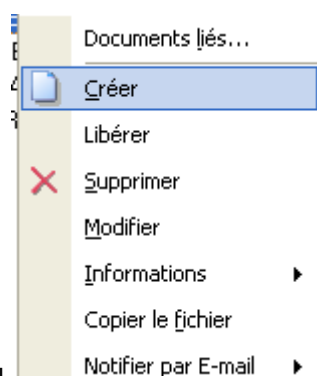 Documents liés...
Créer
Libérer
Supprimer
Modifier
Informations
Copier le fichier
Notifier par E-mail